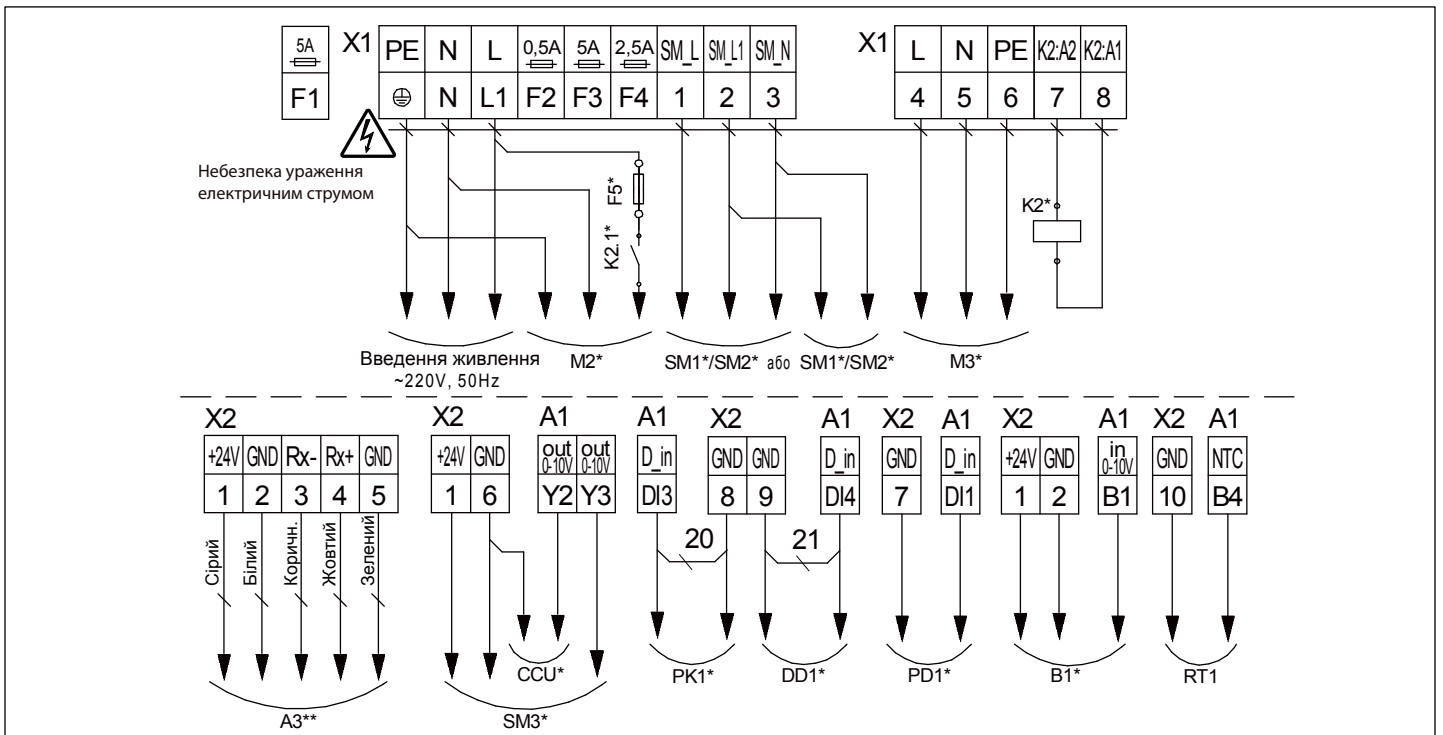 5A X1 PE N L 0,5A 5A 2,5A SM_L SM_L1 SM_N X1 L N PE K2:A2 K2:A1
F1 N L1 F2 F3 F4 1 2 3 4 5 6 7 8
Небезпека ураження
електричним струмом
F5*
K2.1*
K2*
Введення живлення
~220V, 50Hz
M2*
SM1*/SM2* або SM1*/SM2*
M3*
X2 X2 A1 A1 X2 A1 X2 A1 X2 A1 X2 A1
+24V GND Rx- Rx+ GND +24V GND out 0-10V out 0-10V D_in GND GND D_in GND D_in +24V GND in 0-10V GND NTC
1 2 3 4 5 1 6 Y2 Y3 DI3 8 9 DI4 7 DI1 1 2 B1 10 B4
20 21
Сірий
Білий
Коричн.
Жовтий
Зелений
CCU* PK1* DD1* PD1* B1* RT1
A3** SM3*